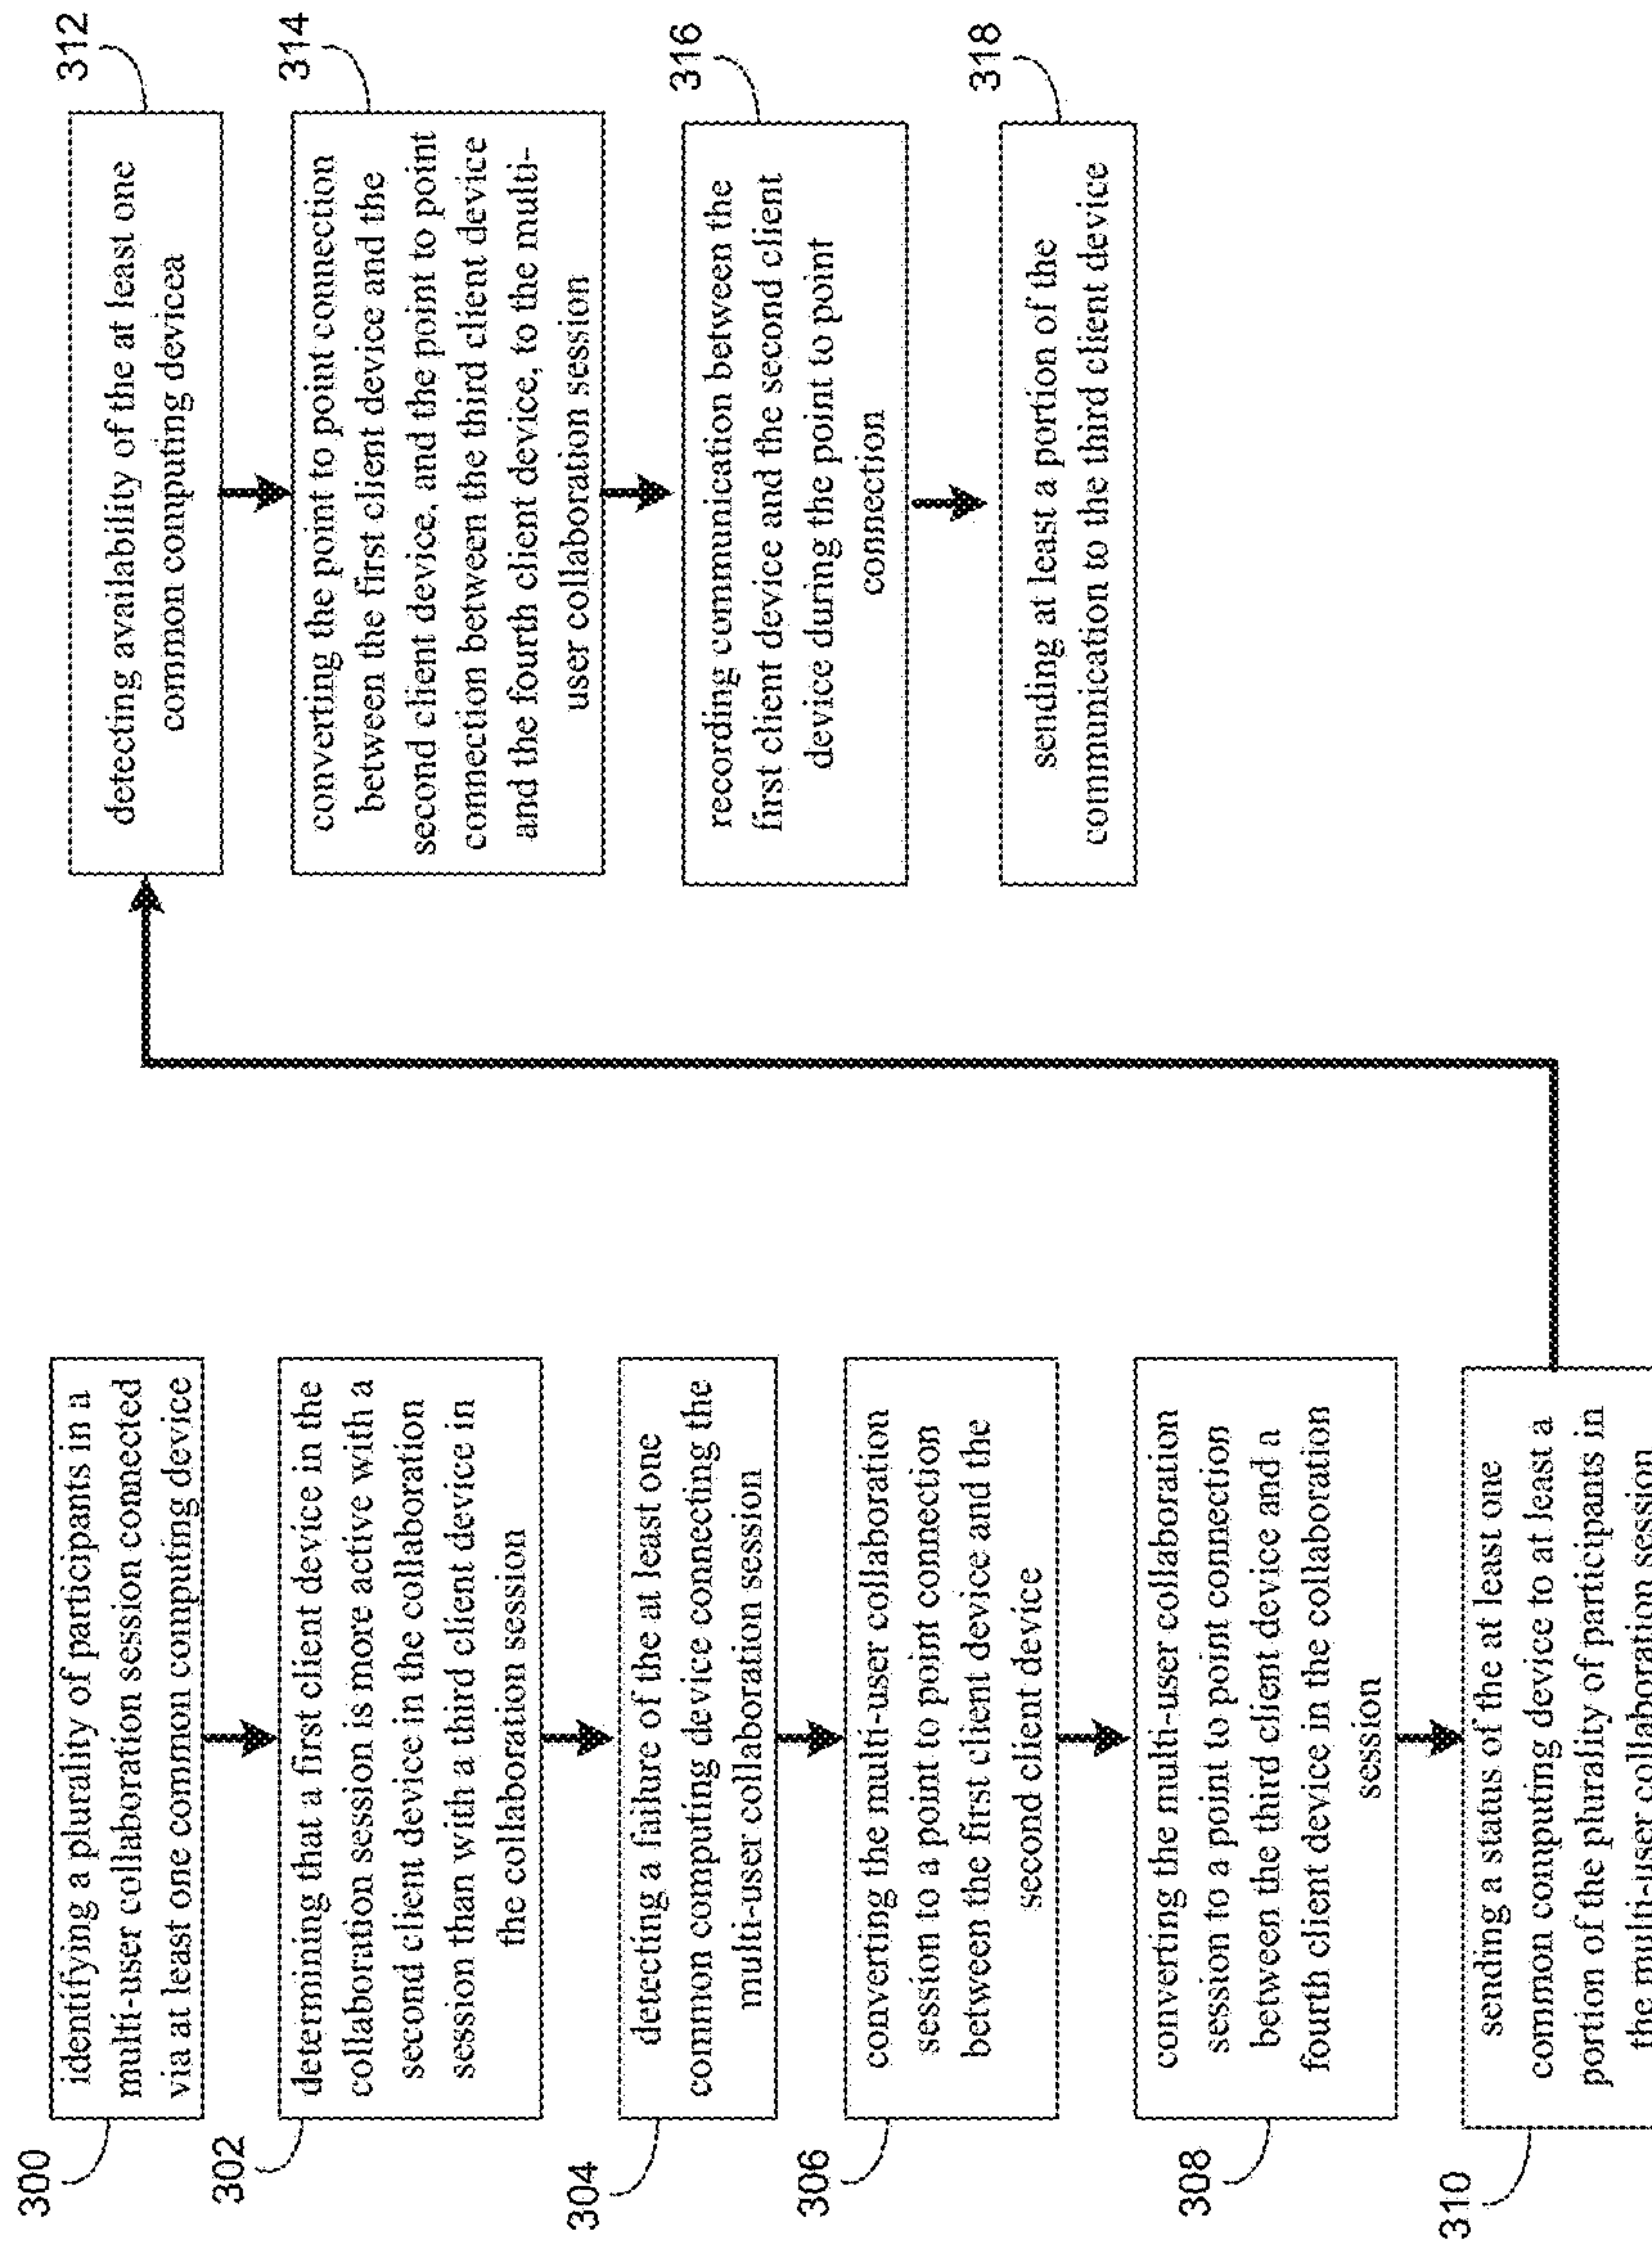 300
identifying a plurality of participants in a
multi-user collaboration session connected
via at least one common computing device
302
determining that a first client device in the
collaboration session is more active with a
second client device in the collaboration
session than with a third client device in
the collaboration session
304
detecting a failure of the at least one
common computing device connecting the
multi-user collaboration session
306
converting the multi-user collaboration
session to a point to point connection
between the first client device and the
second client device
308
converting the multi-user collaboration
session to a point to point connection
between the third client device and a
fourth client device in the collaboration
session
310
sending a status of the at least one
common computing device to at least a
portion of the plurality of participants in
the multi-user collaboration session
312
detecting availability of the at least one
common computing devicea
314
converting the point to point connection
between the first client device and the
second client device, and the point to point
connection between the third client device
and the fourth client device, to the multi-
user collaboration session
316
recording communication between the
first client device and the second client
device during the point to point
connection
318
sending at least a portion of the
communication to the third client device